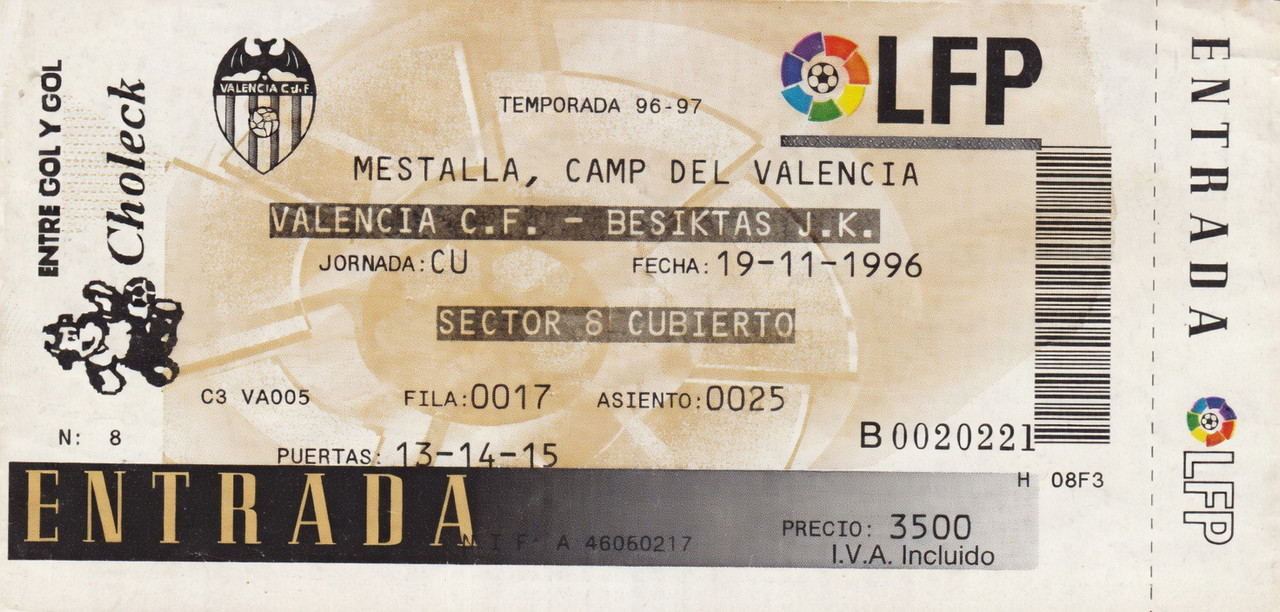 ENTRE GOL Y GOL
Choleck
VALENCIA C.d.F.
TEMPORADA 96-97
LFP
MESTALLA, CAMP DEL VALENCIA
VALENCIA C.F. - BESIKTAS J.K.
JORNADA:CU FECHA:19-11-1996
SECTOR 8 CUBIERTO
C3 VA005 FILA:0017 ASIENTO:0025
N: 8
B 0020221
PUERTAS: 13-14-15
H 08F3
ENTRADA
N I F A 46060217
PRECIO: 3500
I.V.A. Incluido
ENTRADA
LFP